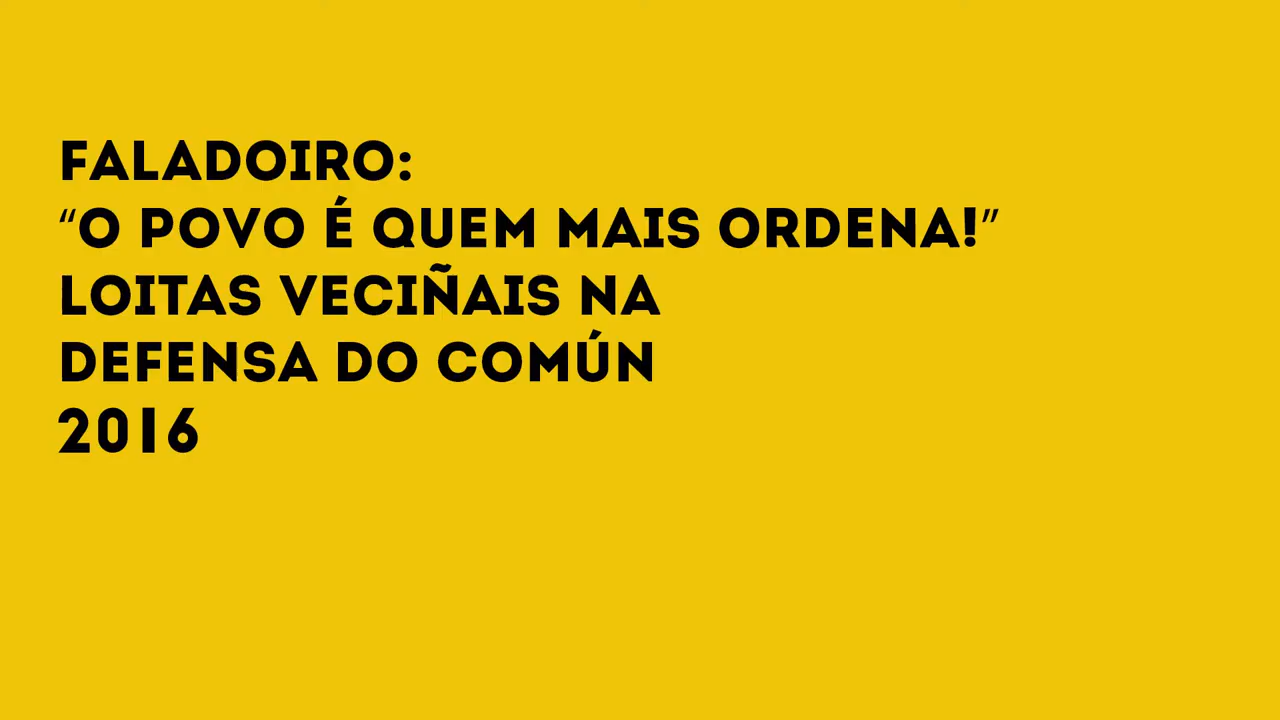 FALADOIRO:
“O POVO É QUEM MAIS ORDENA!”
LOITAS VECIÑAIS NA
DEFENSA DO COMÚN
2016